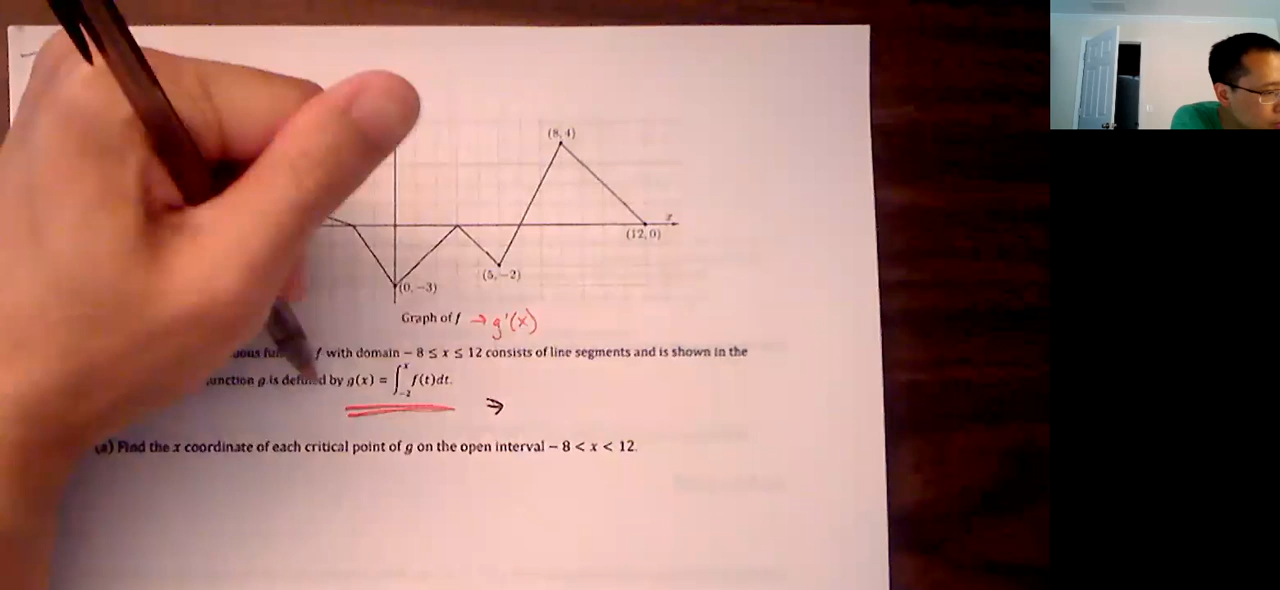 (8, 4)
x
(12, 0)
(5, −2)
(0, −3)
Graph of f → g'(x)
f with domain − 8 ≤ x ≤ 12 consists of line segments and is shown in the
g is defined by g(x) = ∫_{-2}^{x} f(t)dt. ⇒
(a) Find the x coordinate of each critical point of g on the open interval − 8 < x < 12.